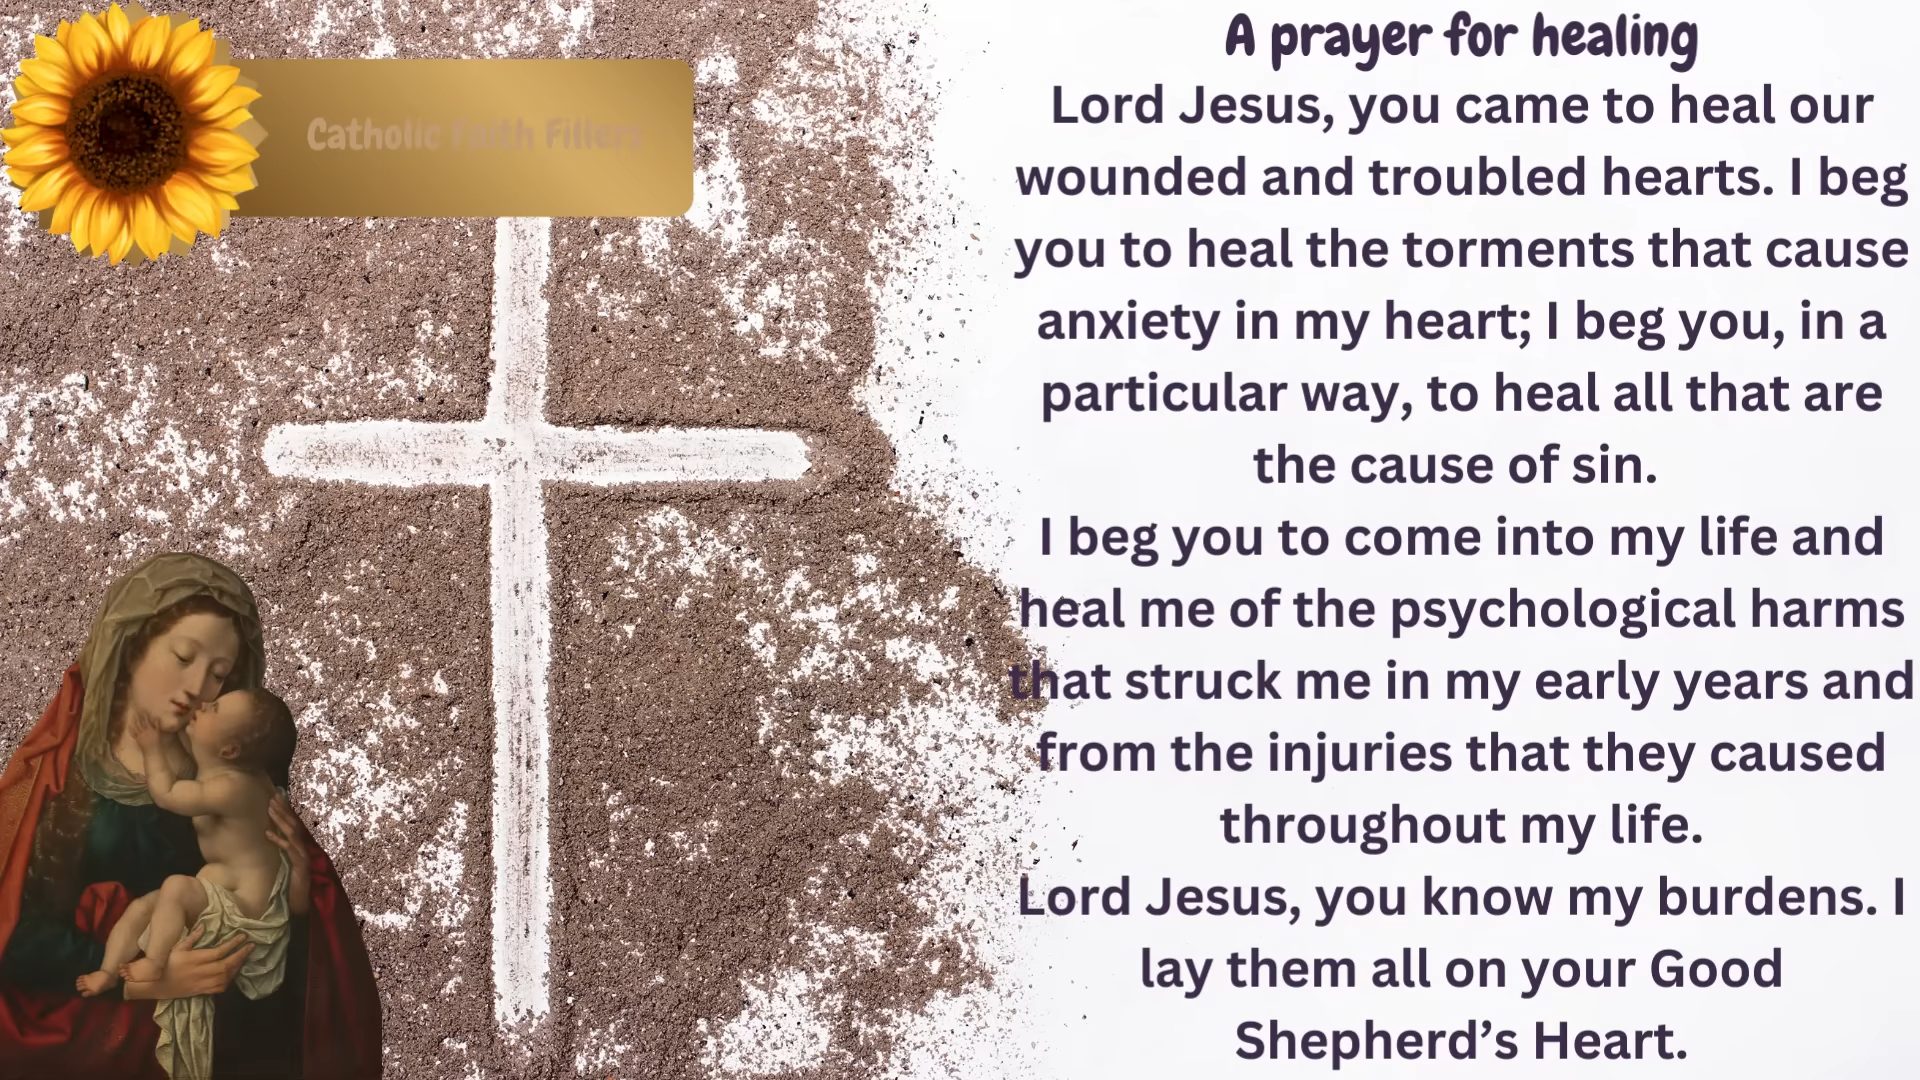 Catholic Faith Fillers
A prayer for healing
Lord Jesus, you came to heal our
wounded and troubled hearts. I beg
you to heal the torments that cause
anxiety in my heart; I beg you, in a
particular way, to heal all that are
the cause of sin.
I beg you to come into my life and
heal me of the psychological harms
that struck me in my early years and
from the injuries that they caused
throughout my life.
Lord Jesus, you know my burdens. I
lay them all on your Good
Shepherd’s Heart.